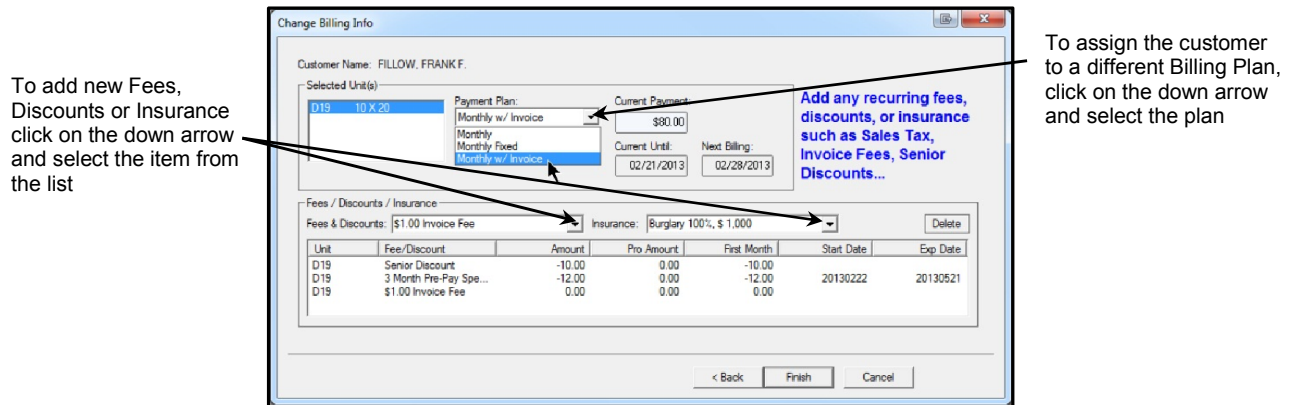 Change Billing Info
To add new Fees,
Discounts or Insurance
click on the down arrow
and select the item from
the list
Customer Name: FILLOW, FRANK F.
Selected Unit(s)
D19 10 X 20
Payment Plan:
Monthly w/ Invoice
Monthly
Monthly Fixed
Monthly w/ Invoice
Current Payment:
$80.00
Current Until:
02/21/2013
Next Billing:
02/28/2013
Add any recurring fees,
discounts, or insurance
such as Sales Tax,
Invoice Fees, Senior
Discounts...
To assign the customer
to a different Billing Plan,
click on the down arrow
and select the plan
Fees / Discounts / Insurance
Fees & Discounts: $1.00 Invoice Fee Insurance: Burglary 100%, $ 1,000 Delete
Unit Fee/Discount Amount Pro Amount First Month Start Date Exp Date
D19 Senior Discount -10.00 0.00 -10.00
D19 3 Month Pre-Pay Spe... -12.00 0.00 -12.00 20130222 20130521
D19 $1.00 Invoice Fee 0.00 0.00 0.00
< Back Finish Cancel